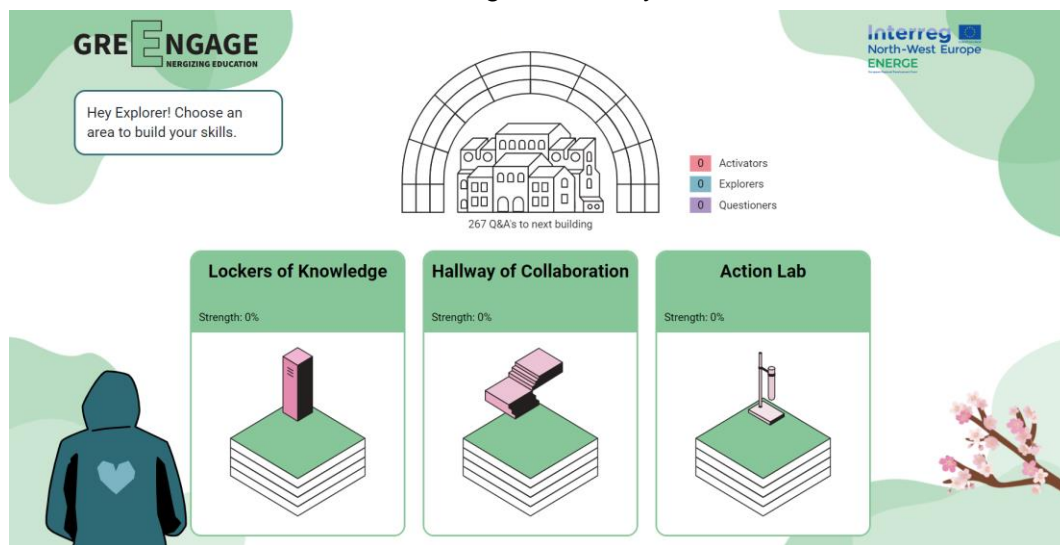 GREENGAGE
NERGIZING EDUCATION
Interreg
North-West Europe
ENERGE
Hey Explorer! Choose an
area to build your skills.
0 Activators
0 Explorers
0 Questioners
267 Q&A's to next building
Lockers of Knowledge
Strength: 0%
Hallway of Collaboration
Strength: 0%
Action Lab
Strength: 0%